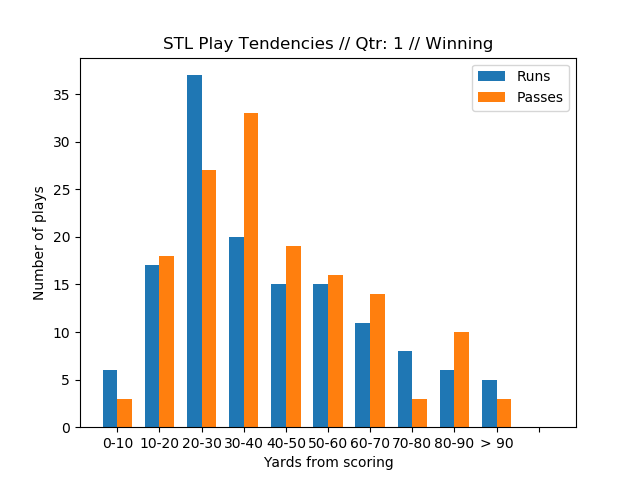 STL Play Tendencies // Qtr: 1 // Winning
Runs
Passes
Number of plays
35
30
25
20
15
10
5
0
0-10 10-20 20-30 30-40 40-50 50-60 60-70 70-80 80-90 > 90
Yards from scoring